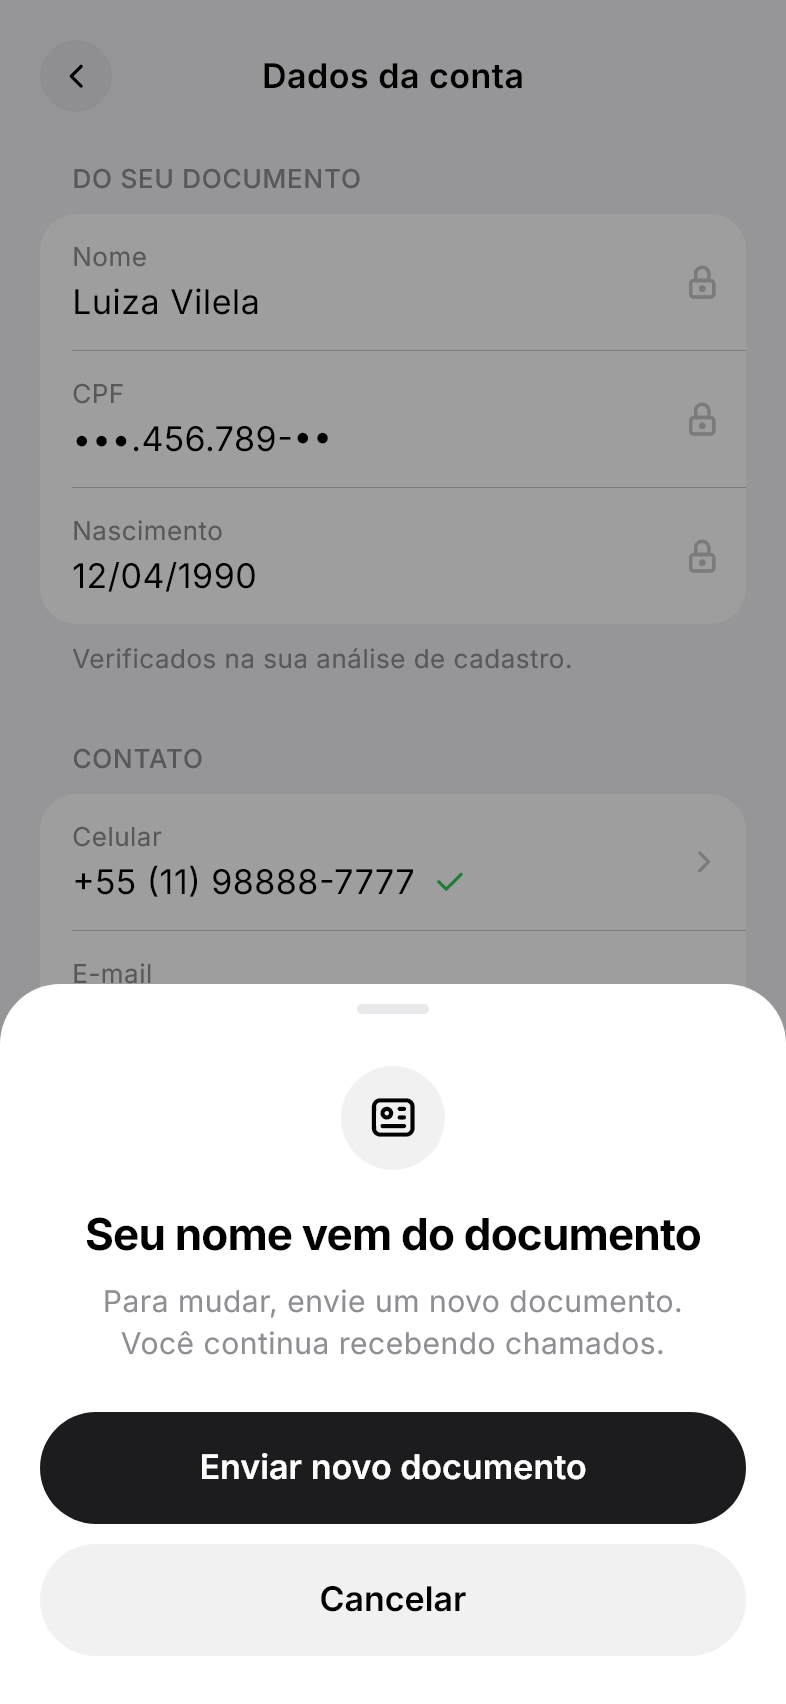 Dados da conta
DO SEU DOCUMENTO
Nome
Luiza Vilela
CPF
•••.456.789-••
Nascimento
12/04/1990
Verificados na sua análise de cadastro.
CONTATO
Celular
+55 (11) 98888-7777
E-mail
Seu nome vem do documento
Para mudar, envie um novo documento.
Você continua recebendo chamados.
Enviar novo documento
Cancelar